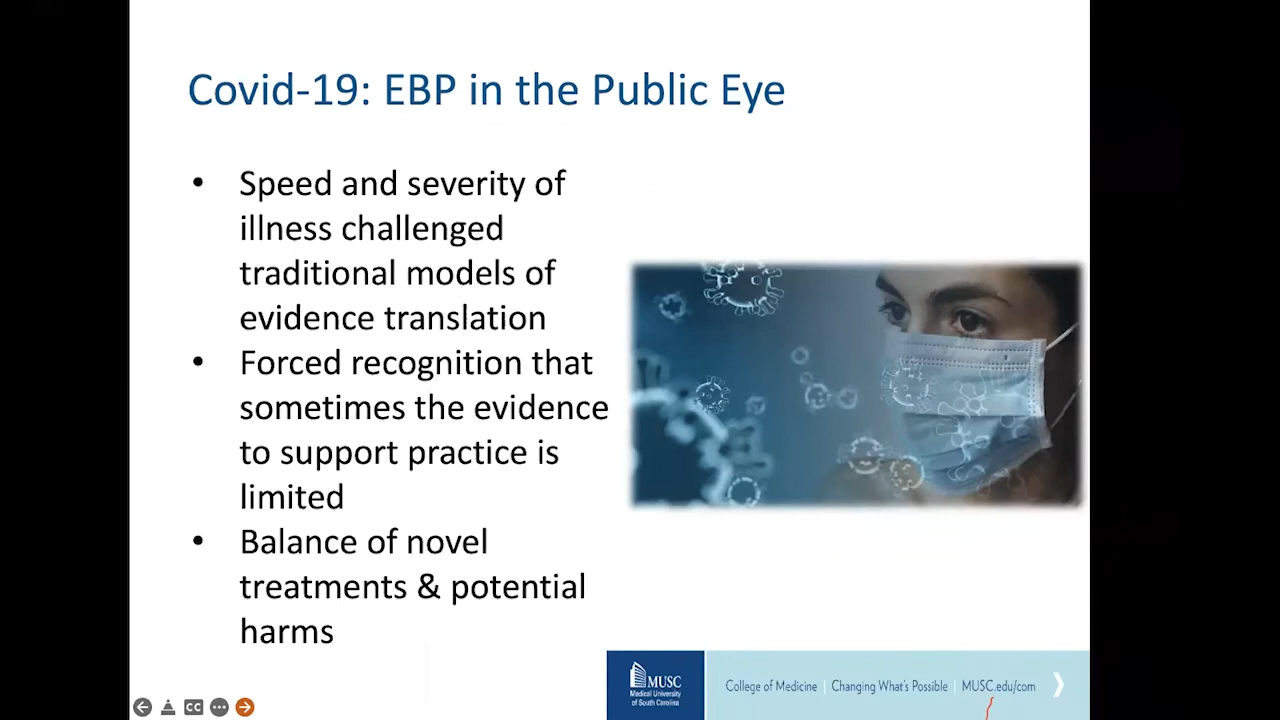 Covid-19: EBP in the Public Eye
• Speed and severity of
illness challenged
traditional models of
evidence translation
• Forced recognition that
sometimes the evidence
to support practice is
limited
• Balance of novel
treatments & potential
harms
MUSC
Medical University
of South Carolina
College of Medicine | Changing What's Possible | MUSC.edu/com
CC